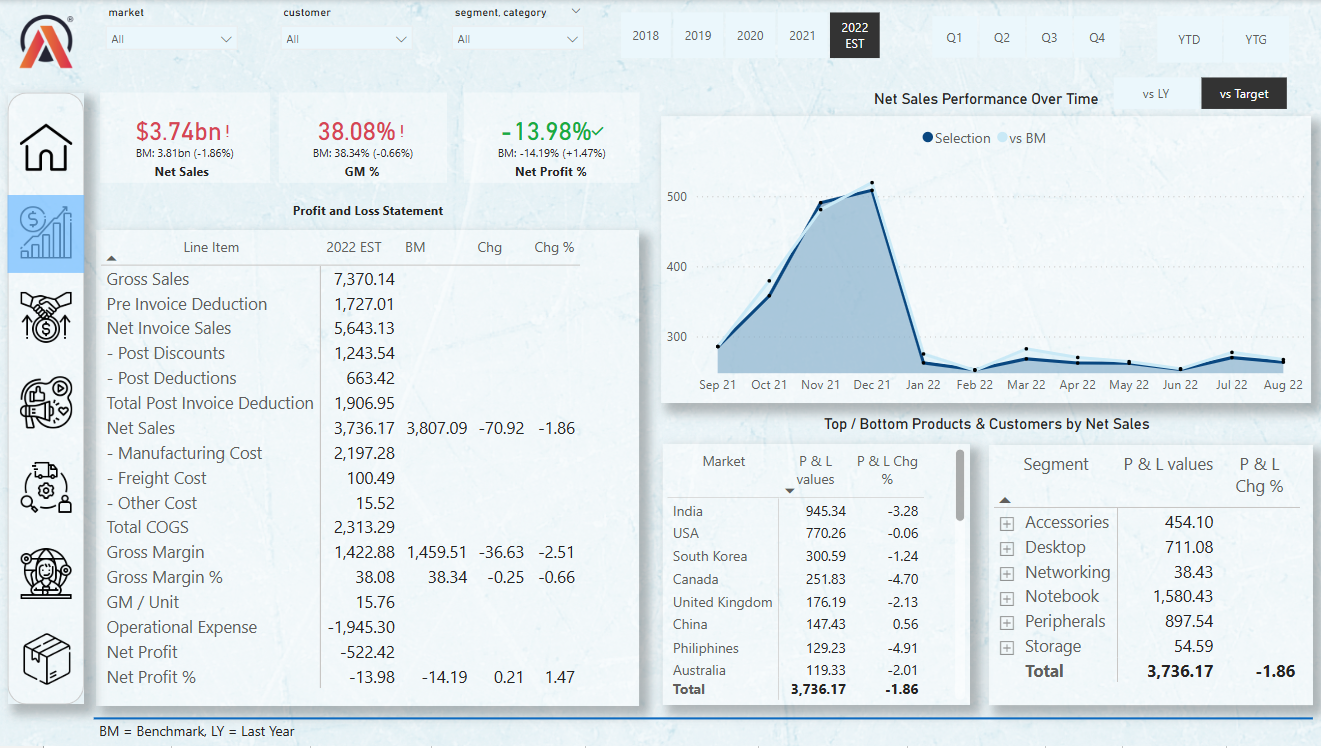 market
customer
segment, category
All
All
All
2018
2019
2020
2021
2022 EST
Q1
Q2
Q3
Q4
YTD
YTG
$3.74bn!
BM: 3.81bn (-1.86%)
Net Sales
38.08%!
BM: 38.34% (-0.66%)
GM %
-13.98%✓
BM: -14.19% (+1.47%)
Net Profit %
Net Sales Performance Over Time
vs LY
vs Target
Selection
vs BM
500
400
300
Sep 21 Oct 21 Nov 21 Dec 21 Jan 22 Feb 22 Mar 22 Apr 22 May 22 Jun 22 Jul 22 Aug 22
Profit and Loss Statement
Line Item 2022 EST BM Chg Chg %
Gross Sales 7,370.14
Pre Invoice Deduction 1,727.01
Net Invoice Sales 5,643.13
- Post Discounts 1,243.54
- Post Deductions 663.42
Total Post Invoice Deduction 1,906.95
Net Sales 3,736.17 3,807.09 -70.92 -1.86
- Manufacturing Cost 2,197.28
- Freight Cost 100.49
- Other Cost 15.52
Total COGS 2,313.29
Gross Margin 1,422.88 1,459.51 -36.63 -2.51
Gross Margin % 38.08 38.34 -0.25 -0.66
GM / Unit 15.76
Operational Expense -1,945.30
Net Profit -522.42
Net Profit % -13.98 -14.19 0.21 1.47
Top / Bottom Products & Customers by Net Sales
Market P & L values P & L Chg %
India 945.34 -3.28
USA 770.26 -0.06
South Korea 300.59 -1.24
Canada 251.83 -4.70
United Kingdom 176.19 -2.13
China 147.43 0.56
Philiphines 129.23 -4.91
Australia 119.33 -2.01
Total 3,736.17 -1.86
Segment P & L values P & L Chg %
Accessories 454.10
Desktop 711.08
Networking 38.43
Notebook 1,580.43
Peripherals 897.54
Storage 54.59
Total 3,736.17 -1.86
BM = Benchmark, LY = Last Year